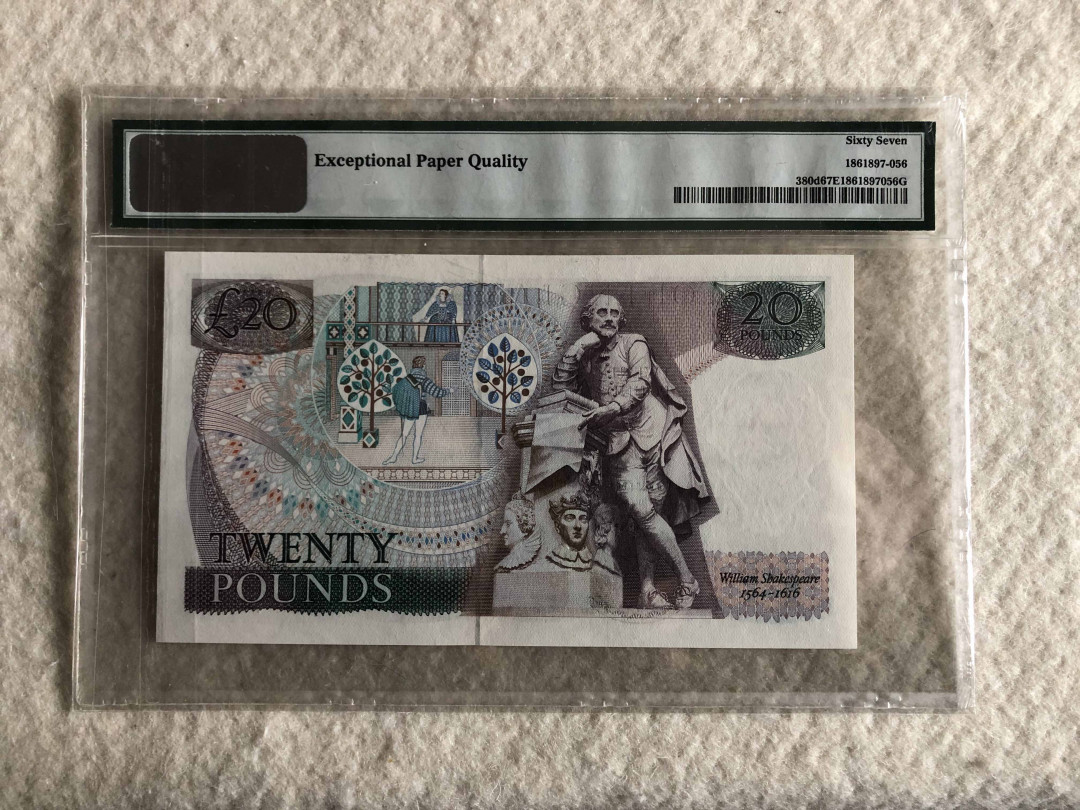 Exceptional Paper Quality
Sixty Seven
1861897-056
380d67E1861897056G
£20
20
POUNDS
TWENTY
POUNDS
William Shakespeare
1564-1616